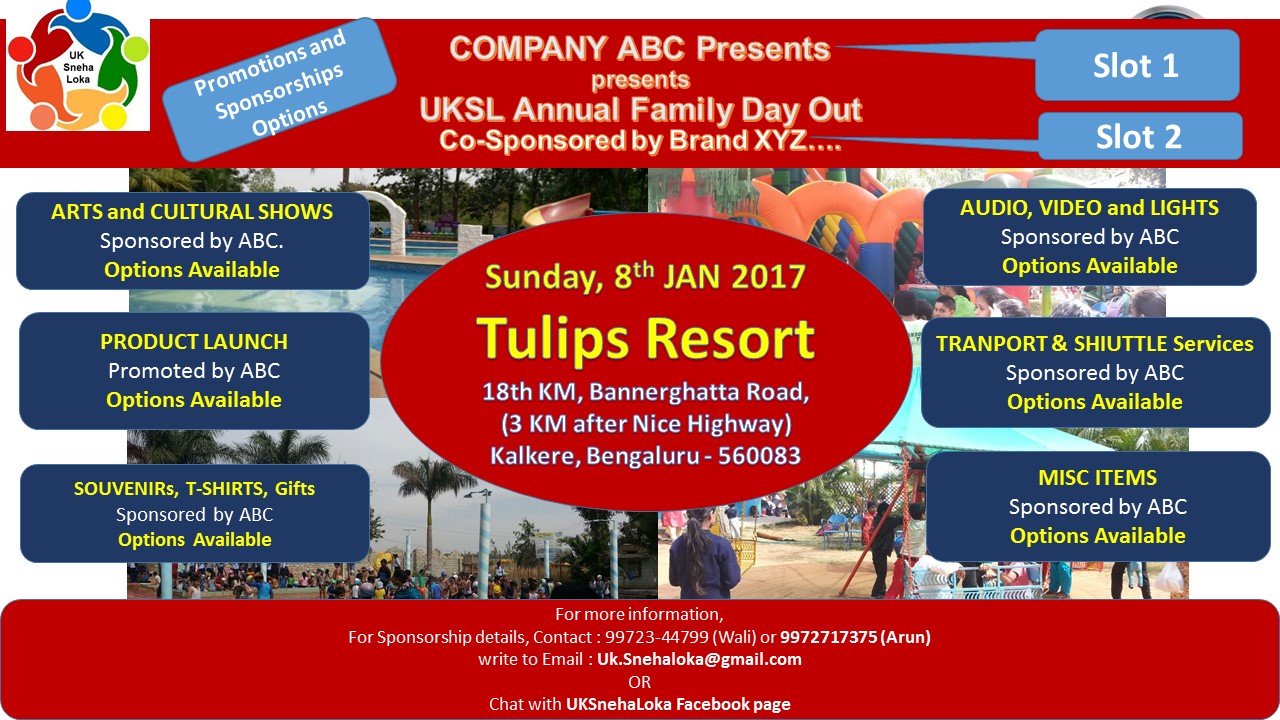 UK
Sneha
Loka
Promotions and
Sponsorships
Options
COMPANY ABC Presents
presents
UKSL Annual Family Day Out
Co-Sponsored by Brand XYZ….
Slot 1
Slot 2
ARTS and CULTURAL SHOWS
Sponsored by ABC.
Options Available
PRODUCT LAUNCH
Promoted by ABC
Options Available
SOUVENIRs, T-SHIRTS, Gifts
Sponsored by ABC
Options Available
Sunday, 8th JAN 2017
Tulips Resort
18th KM, Bannerghatta Road,
(3 KM after Nice Highway)
Kalkere, Bengaluru - 560083
AUDIO, VIDEO and LIGHTS
Sponsored by ABC
Options Available
TRANPORT & SHIUTTLE Services
Sponsored by ABC
Options Available
MISC ITEMS
Sponsored by ABC
Options Available
For more information,
For Sponsorship details, Contact : 99723-44799 (Wali) or 9972717375 (Arun)
write to Email : Uk.Snehaloka@gmail.com
OR
Chat with UKSnehaLoka Facebook page